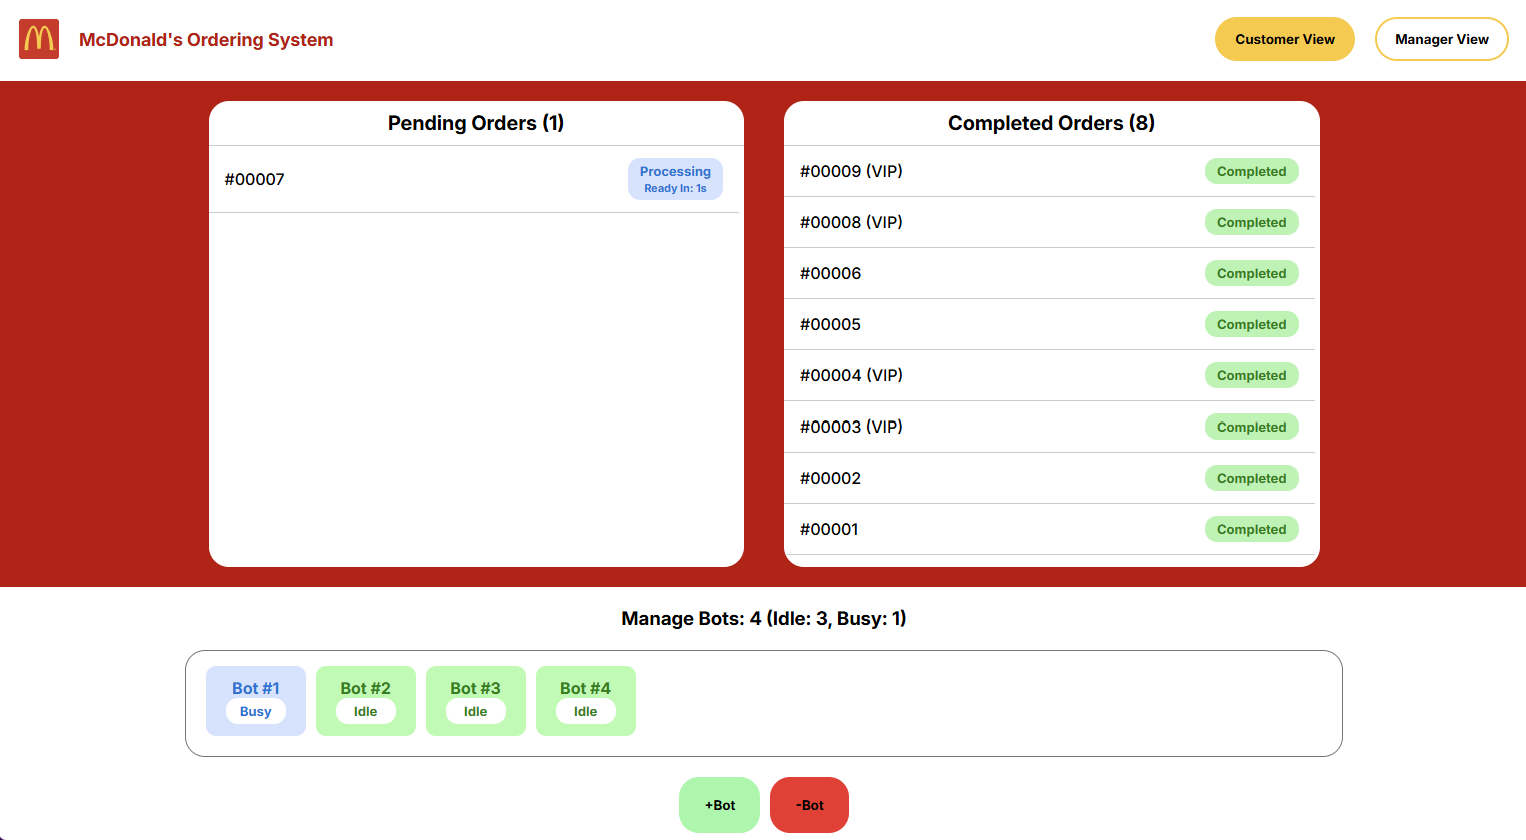 McDonald's Ordering System
Customer View
Manager View
Pending Orders (1)
#00007
Processing
Ready In: 1s
Completed Orders (8)
#00009 (VIP)
Completed
#00008 (VIP)
Completed
#00006
Completed
#00005
Completed
#00004 (VIP)
Completed
#00003 (VIP)
Completed
#00002
Completed
#00001
Completed
Manage Bots: 4 (Idle: 3, Busy: 1)
Bot #1
Busy
Bot #2
Idle
Bot #3
Idle
Bot #4
Idle
+Bot
-Bot